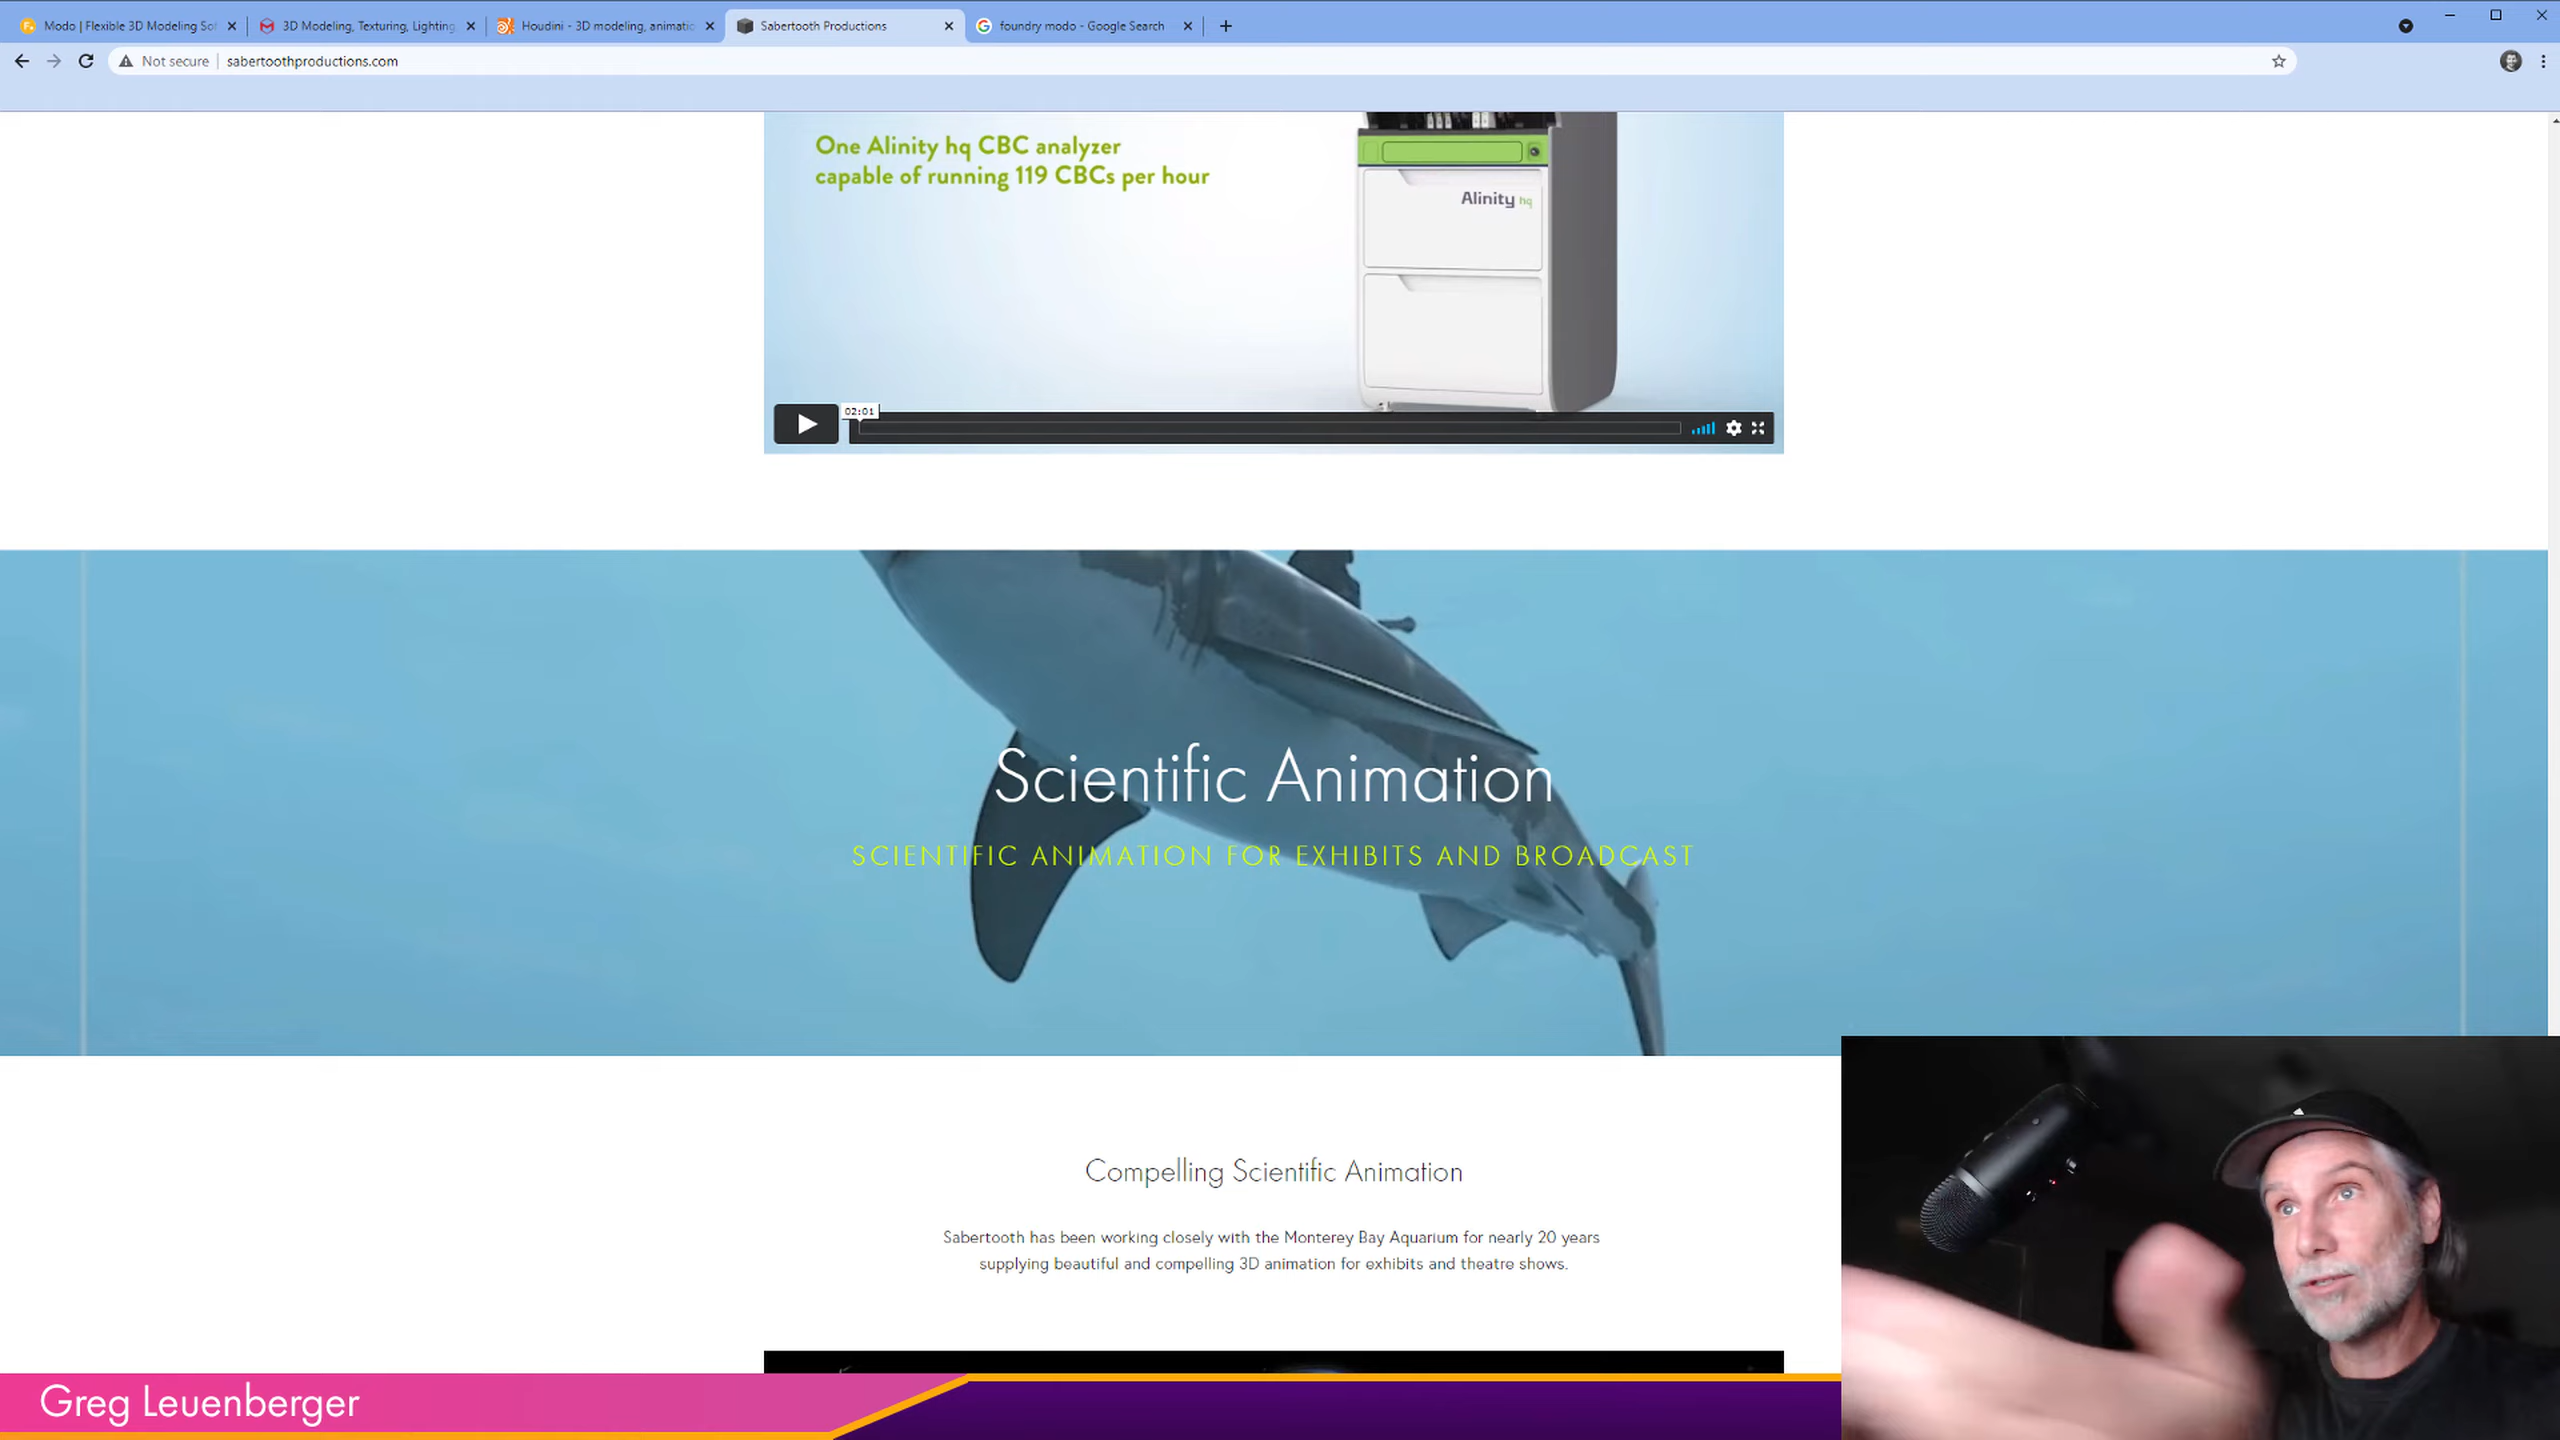 Modo | Flexible 3D Modeling Sof
3D Modeling, Texturing, Lighting,
Houdini - 3D modeling, animatic
Sabertooth Productions
foundry modo - Google Search
Not secure
sabertoothproductions.com
One Alinity hq CBC analyzer
capable of running 119 CBCs per hour
Alinity hq
02:01
Scientific Animation
SCIENTIFIC ANIMATION FOR EXHIBITS AND BROADCAST
Compelling Scientific Animation
Sabertooth has been working closely with the Monterey Bay Aquarium for nearly 20 years
supplying beautiful and compelling 3D animation for exhibits and theatre shows.
Greg Leuenberger